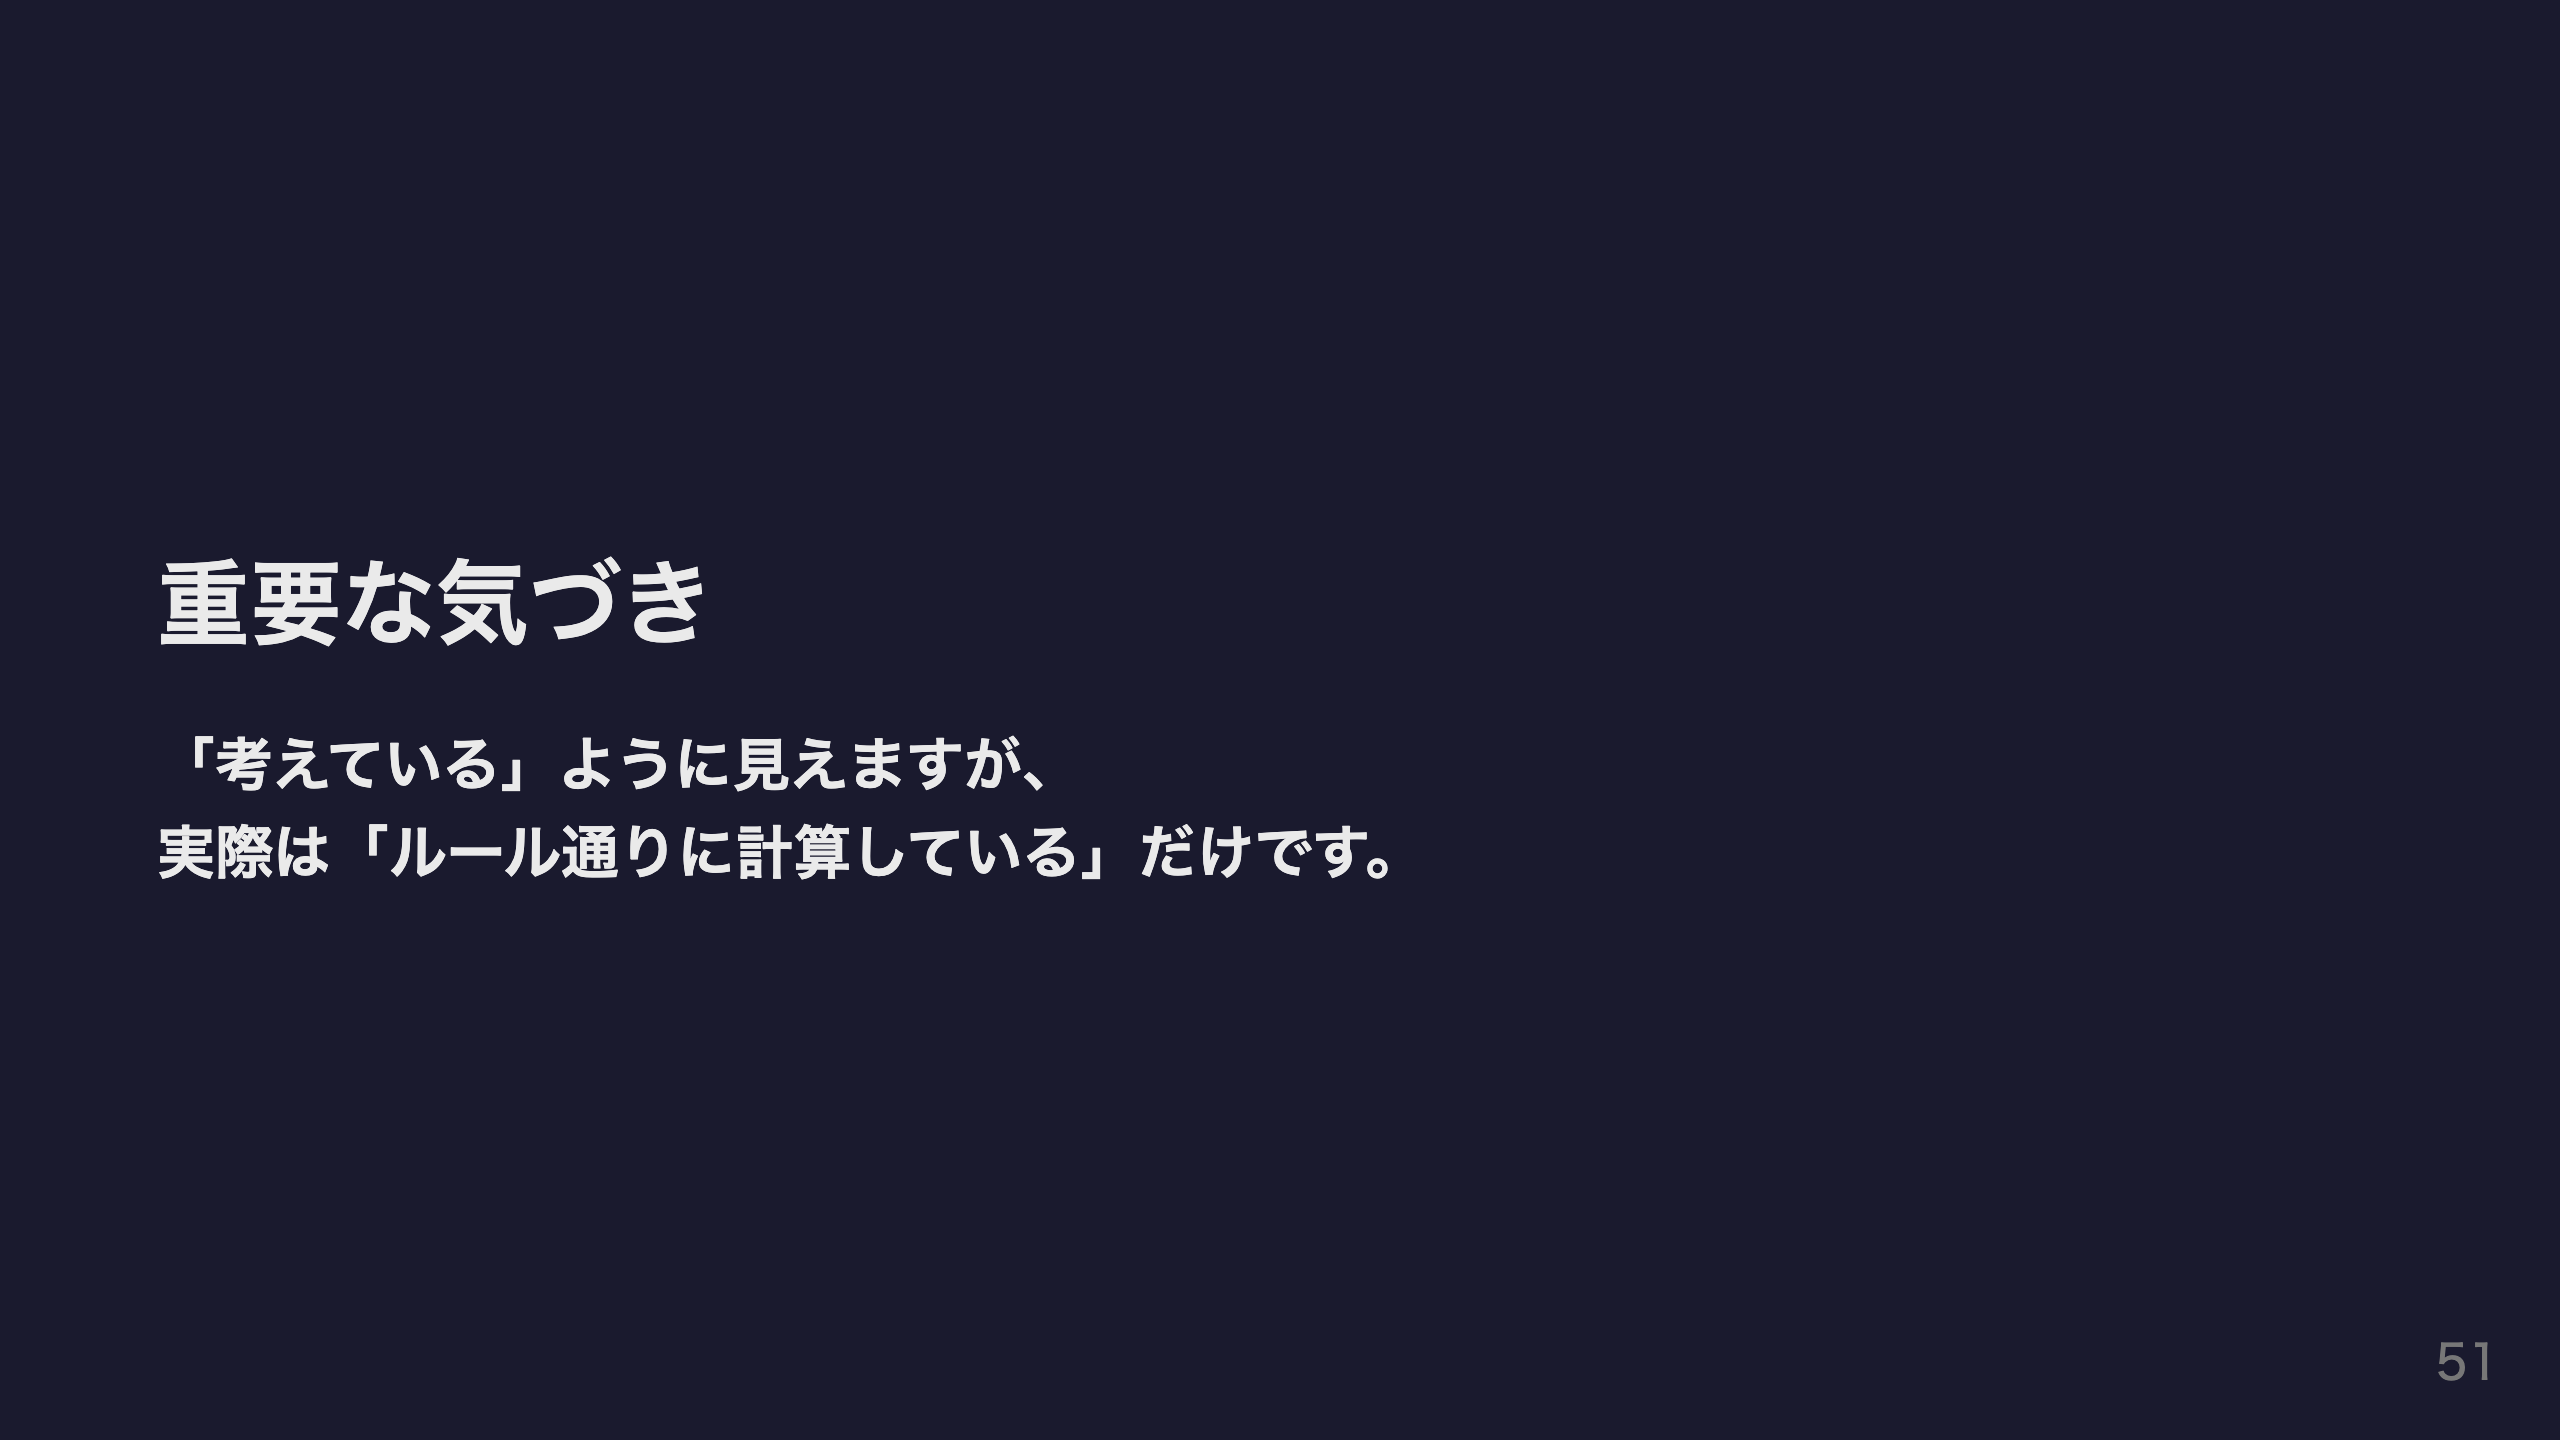 重要な気づき
「考えている」ように見えますが、
実際は「ルール通りに計算している」だけです。
51